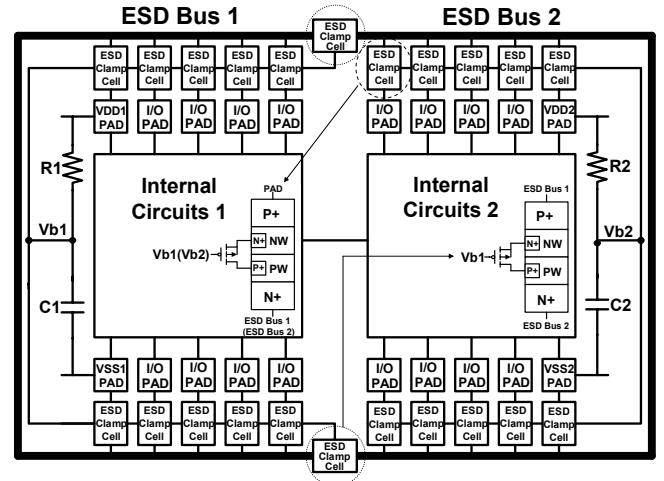 ESD Bus 1
ESD
Clamp
Cell
ESD Bus 2
ESD
Clamp
Cell
ESD
Clamp
Cell
ESD
Clamp
Cell
ESD
Clamp
Cell
ESD
Clamp
Cell
ESD
Clamp
Cell
ESD
Clamp
Cell
ESD
Clamp
Cell
ESD
Clamp
Cell
ESD
Clamp
Cell
VDD1
PAD
I/O
PAD
I/O
PAD
I/O
PAD
I/O
PAD
I/O
PAD
I/O
PAD
I/O
PAD
I/O
PAD
VDD2
PAD
R1
Vb1
C1
Internal
Circuits 1
PAD
P+
N+ NW
P+ PW
N+
Vb1(Vb2)
ESD Bus 1
(ESD Bus 2)
Internal
Circuits 2
ESD Bus 1
P+
N+ NW
P+ PW
N+
Vb1
ESD Bus 2
R2
Vb2
C2
VSS1
PAD
I/O
PAD
I/O
PAD
I/O
PAD
I/O
PAD
I/O
PAD
I/O
PAD
I/O
PAD
I/O
PAD
VSS2
PAD
ESD
Clamp
Cell
ESD
Clamp
Cell
ESD
Clamp
Cell
ESD
Clamp
Cell
ESD
Clamp
Cell
ESD
Clamp
Cell
ESD
Clamp
Cell
ESD
Clamp
Cell
ESD
Clamp
Cell
ESD
Clamp
Cell
ESD
Clamp
Cell